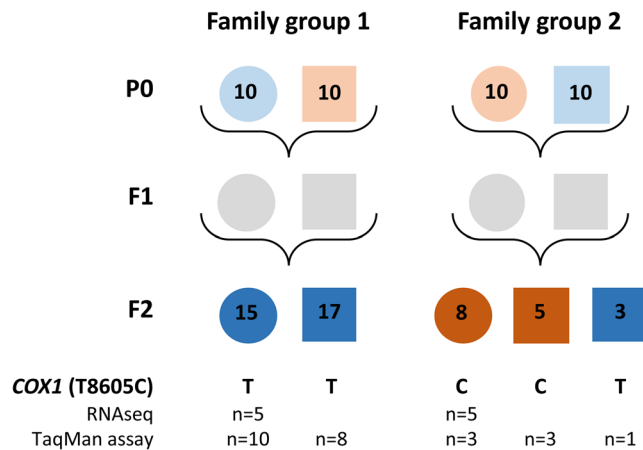 Family group 1 Family group 2
P0 10 10 10 10
F1
F2 15 17 8 5 3
COX1 (T8605C) T T C C T
RNAseq n=5 n=5
TaqMan assay n=10 n=8 n=3 n=3 n=1